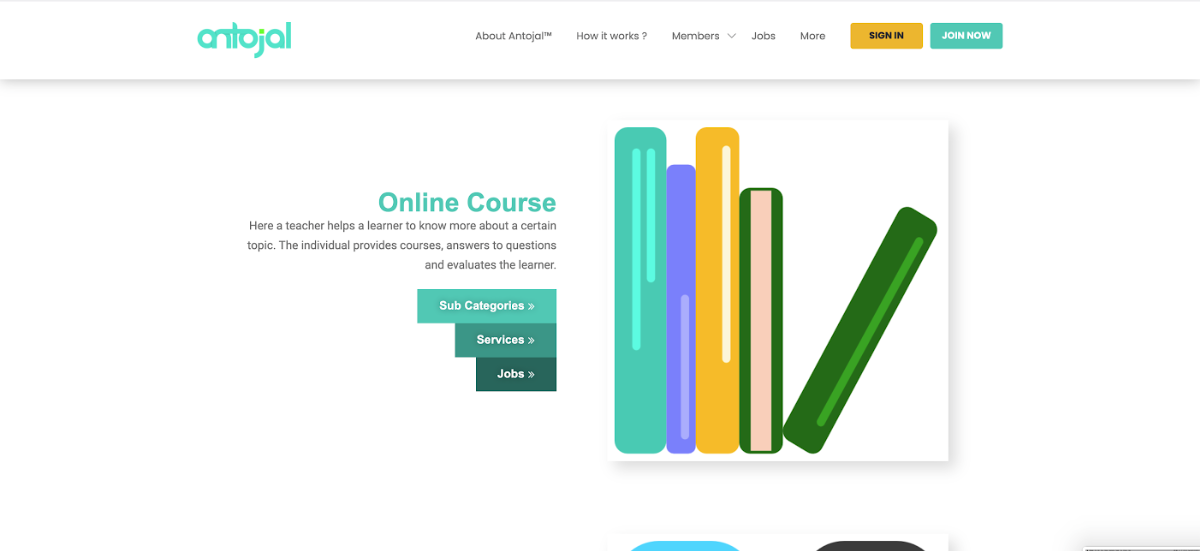 antojal
About Antojal™
How it works ?
Members
Jobs
More
SIGN IN
JOIN NOW
Online Course
Here a teacher helps a learner to know more about a certain
topic. The individual provides courses, answers to questions
and evaluates the learner.
Sub Categories »
Services »
Jobs »